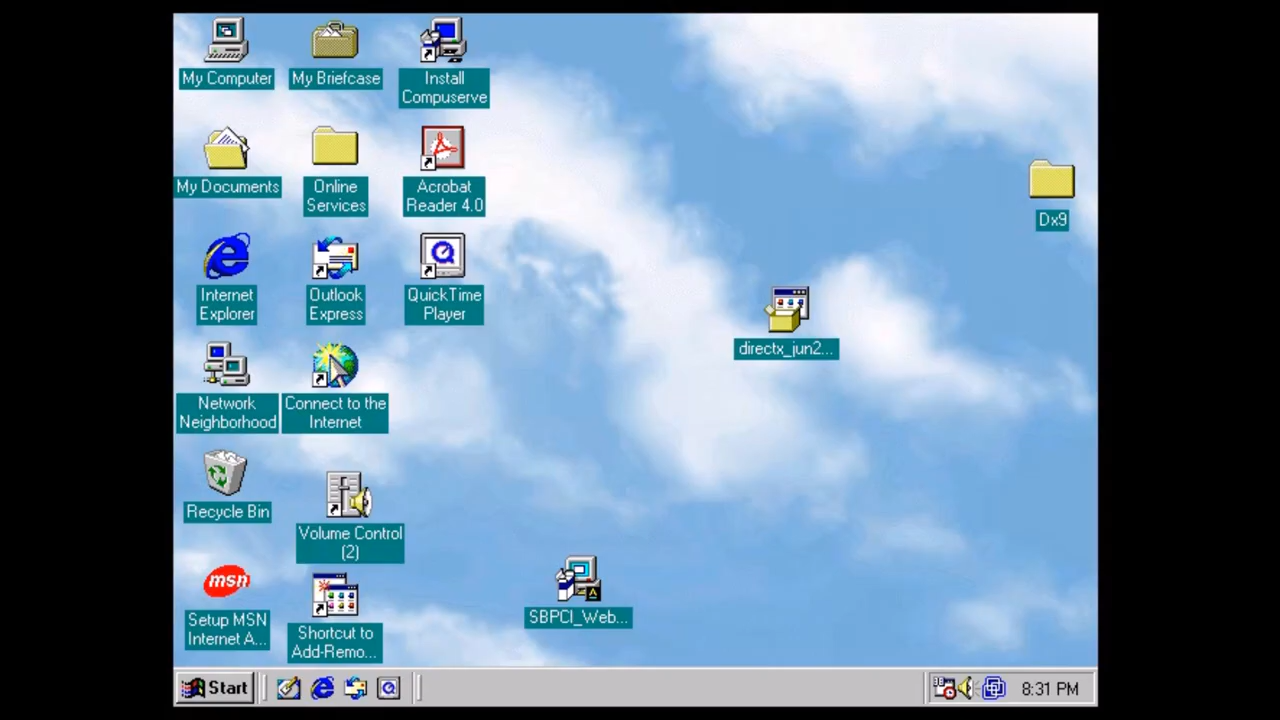 My Computer
My Briefcase
Install
Compuserve
My Documents
Online
Services
Acrobat
Reader 4.0
Dx9
Internet
Explorer
Outlook
Express
QuickTime
Player
directx_jun2...
Network
Neighborhood
Connect to the
Internet
Recycle Bin
Volume Control
(2)
msn
Setup MSN
Internet A...
Shortcut to
Add-Remo...
SBPCI_Web...
Start
8:31 PM